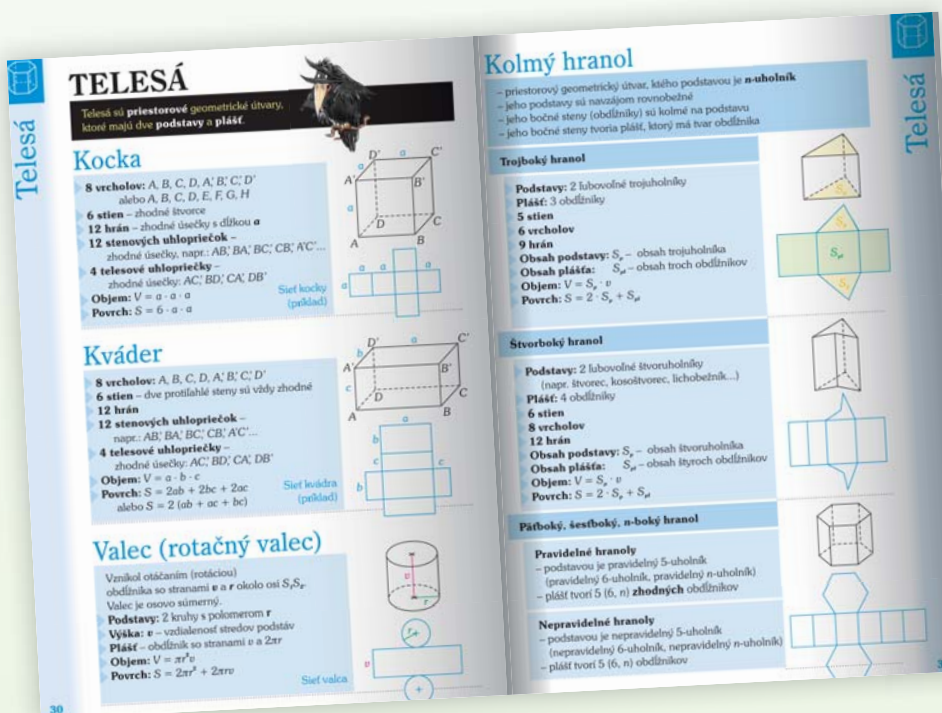 Telesá
TELESÁ
Telesá sú priestorové geometrické útvary,
ktoré majú dve podstavy a plášť.
Kocka
8 vrcholov: A, B, C, D, A', B', C', D'
alebo A, B, C, D, E, F, G, H
6 stien – zhodné štvorce
12 hrán – zhodné úsečky s dĺžkou a
12 stenových uhlopriečok –
zhodné úsečky, napr.: AB', BA', BC', CB', A'C'...
4 telesové uhlopriečky –
zhodné úsečky: AC', BD', CA', DB'
Objem: V = a · a · a
Povrch: S = 6 · a · a
Sieť kocky
(príklad)
D' a C'
a
A' B'
a
D C
A B
a a a
a
Kváder
8 vrcholov: A, B, C, D, A', B', C', D'
6 stien – dve protiľahlé steny sú vždy zhodné
12 hrán
12 stenových uhlopriečok –
napr.: AB', BA', BC', CB', A'C'...
4 telesové uhlopriečky –
zhodné úsečky: AC', BD', CA', DB'
Objem: V = a · b · c
Povrch: S = 2ab + 2bc + 2ac
alebo S = 2 (ab + ac + bc)
Sieť kvádra
(príklad)
D' a C'
b
A' B'
c
D C
A B
a
b
c c
b
Valec (rotačný valec)
Vznikol otáčaním (rotáciou)
obdĺžnika so stranami v a r okolo osi
Valec je osovo súmerný.
Podstavy: 2 kruhy s polomerom r
Výška: v – vzdialenosť stredov podstáv
Plášť – obdĺžnik so stranami v a 2πr
Objem: V = πr²v
Povrch: S = 2πr² + 2πrv
Sieť valca
v
r
r
v
30
Kolmý hranol
– priestorový geometrický útvar, ktého podstavou je n-uholník
– jeho podstavy sú navzájom rovnobežné
– jeho bočné steny (obdĺžniky) sú kolmé na podstavu
– jeho bočné steny tvoria plášť, ktorý má tvar obdĺžnika
Telesá
Trojboký hranol
Podstavy: 2 ľubovoľné trojuholníky
Plášť: 3 obdĺžniky
5 stien
6 vrcholov
9 hrán
Obsah podstavy: Sp – obsah trojuholníka
Obsah plášťa: Spl – obsah troch obdĺžnikov
Objem: V = Sp · v
Povrch: S = 2 · Sp + Spl
Sp
Sp
Spl
Sp
Štvorboký hranol
Podstavy: 2 ľubovoľné štvoruholníky
(napr. štvorec, kosoštvorec, lichobežník...)
Plášť: 4 obdĺžniky
6 stien
8 vrcholov
12 hrán
Obsah podstavy: Sp – obsah štvoruholníka
Obsah plášťa: Spl – obsah štyroch obdĺžnikov
Objem: V = Sp · v
Povrch: S = 2 · Sp + Spl
Päťboký, šesťboký, n-boký hranol
Pravidelné hranoly
– podstavou je pravidelný 5-uholník
(pravidelný 6-uholník, pravidelný n-uholník)
– plášť tvorí 5 (6, n) zhodných obdĺžnikov
Nepravidelné hranoly
– podstavou je nepravidelný 5-uholník
(nepravidelný 6-uholník, nepravidelný n-uholník)
– plášť tvorí 5 (6, n) obdĺžnikov